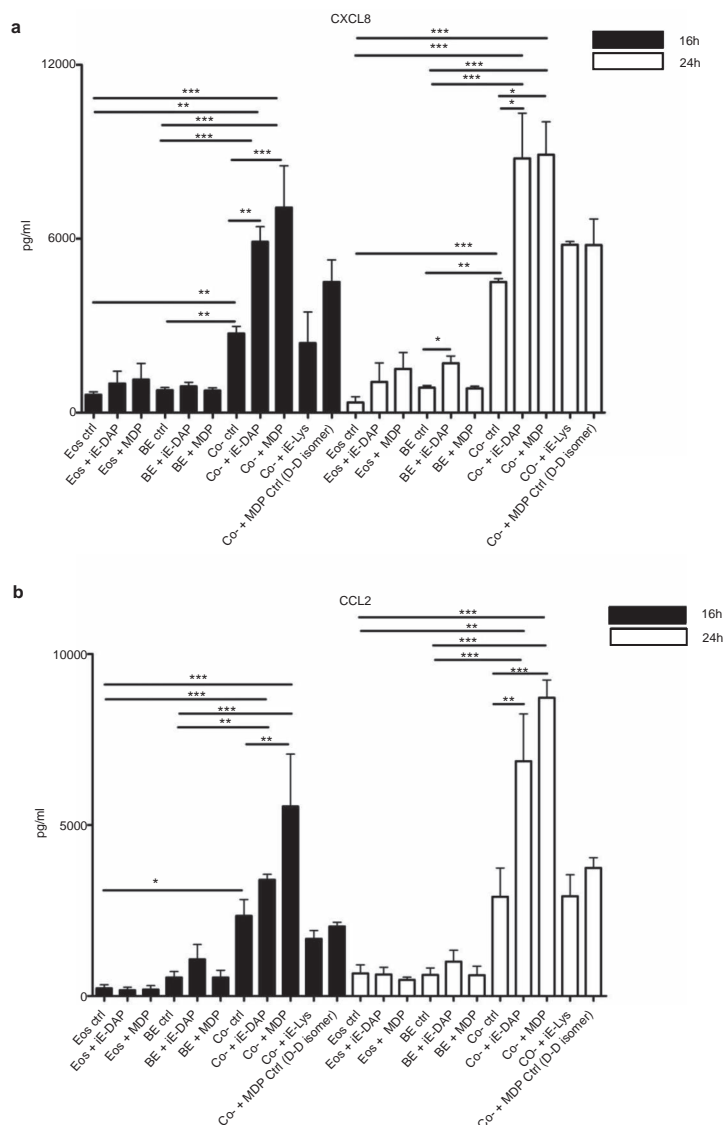 a
CXCL8
16h
24h
12000
6000
0
pg/ml
***
**
***
***
***
**
**
**
***
***
***
***
*
*
***
**
*
Eos ctrl
Eos + iE-DAP
Eos + MDP
BE ctrl
BE + iE-DAP
BE + MDP
Co- ctrl
Co- + iE-DAP
Co- + MDP
Co- + iE-Lys
Co- + MDP Ctrl (D-D isomer)
Eos ctrl
Eos + iE-DAP
Eos + MDP
BE ctrl
BE + iE-DAP
BE + MDP
Co- ctrl
Co- + iE-DAP
Co- + MDP
CO- + iE-Lys
Co- + MDP Ctrl (D-D isomer)
b
CCL2
16h
24h
10000
5000
0
pg/ml
***
***
***
**
**
*
***
**
***
***
***
**
Eos ctrl
Eos + iE-DAP
Eos + MDP
BE ctrl
BE + iE-DAP
BE + MDP
Co- ctrl
Co- + iE-DAP
Co- + MDP
Co- + iE-Lys
Co- + MDP Ctrl (D-D isomer)
Eos ctrl
Eos + iE-DAP
Eos + MDP
BE ctrl
BE + iE-DAP
BE + MDP
Co- ctrl
Co- + iE-DAP
Co- + MDP
CO- + iE-Lys
Co- + MDP Ctrl (D-D isomer)